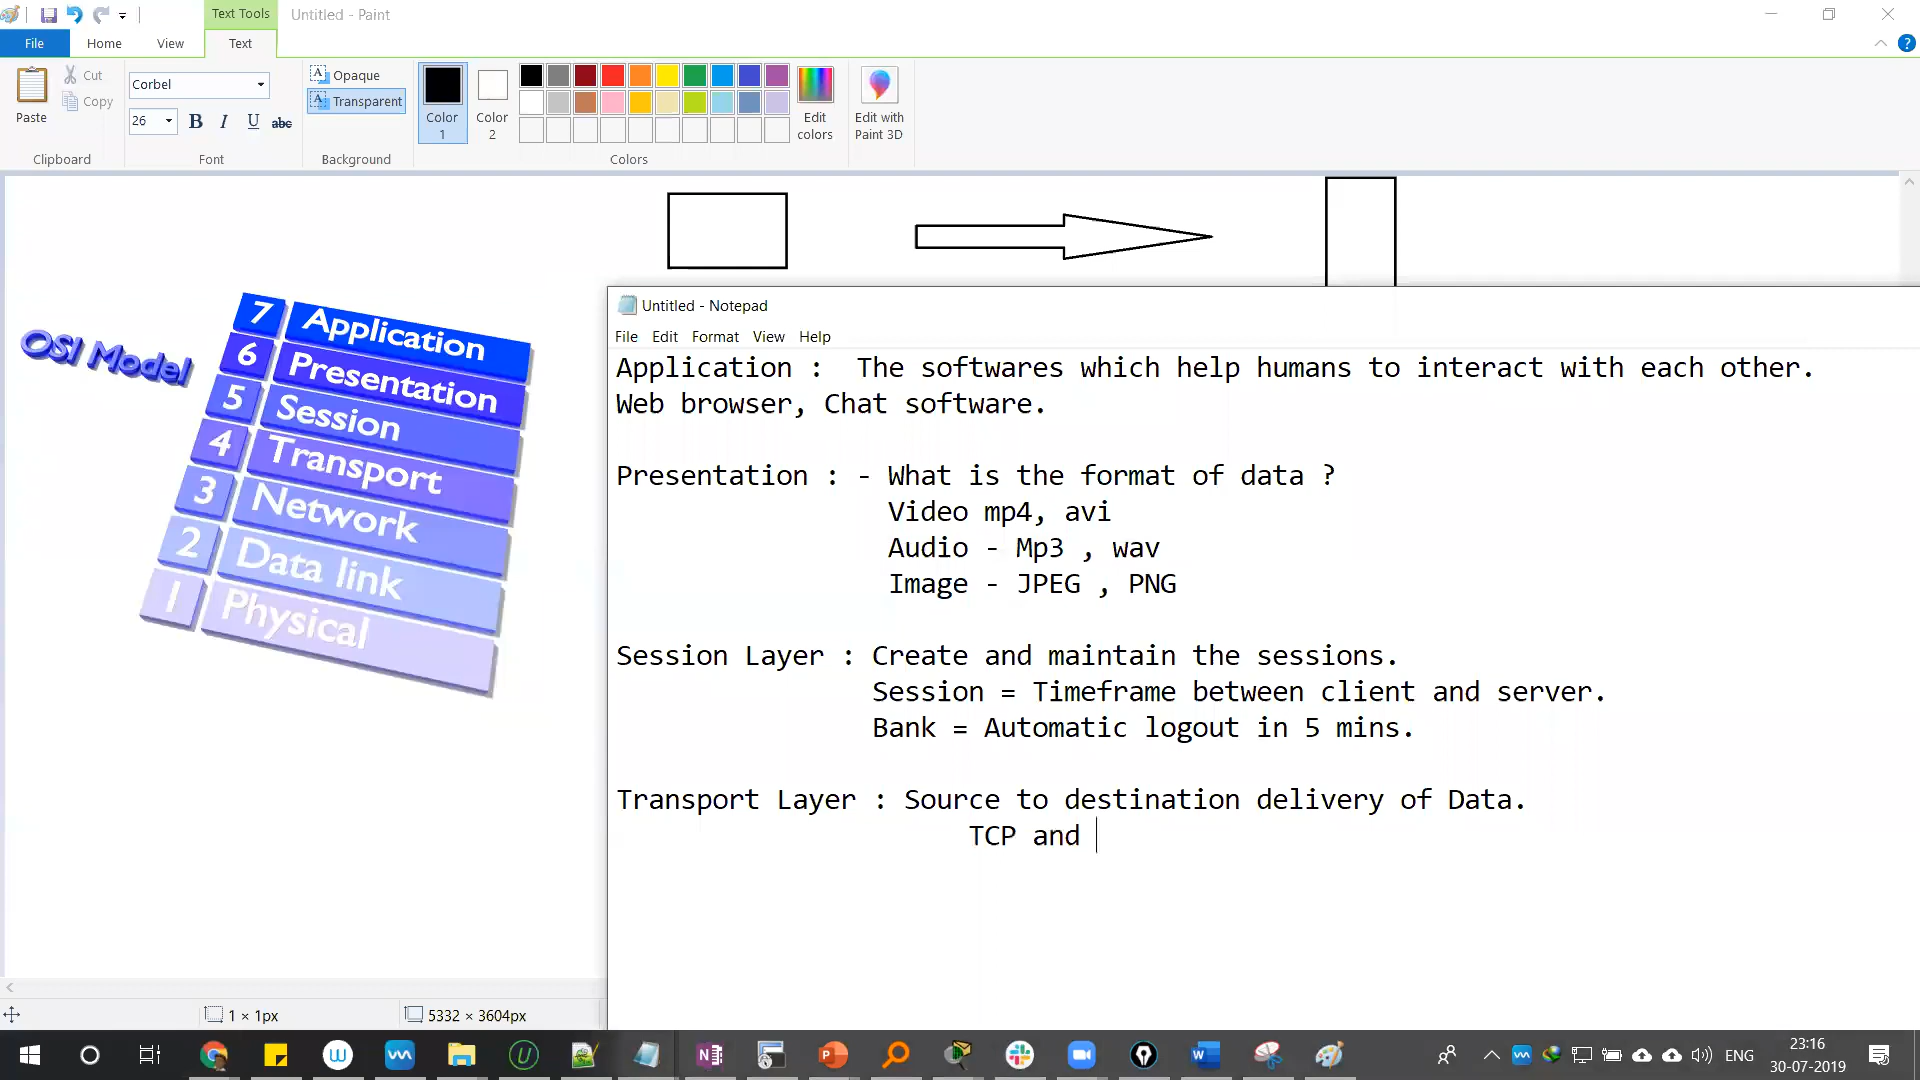 Text Tools
Untitled - Paint
File
Home
View
Text
Paste
Cut
Copy
Clipboard
Corbel
26
B I U abc
Font
Opaque
Transparent
Background
Color 1
Color 2
Edit colors
Colors
Edit with Paint 3D
OSI Model
7 Application
6 Presentation
5 Session
4 Transport
3 Network
2 Data link
1 Physical
Untitled - Notepad
File Edit Format View Help
Application : The softwares which help humans to interact with each other.
Web browser, Chat software.
Presentation : - What is the format of data ?
Video mp4, avi
Audio - Mp3 , wav
Image - JPEG , PNG
Session Layer : Create and maintain the sessions.
Session = Timeframe between client and server.
Bank = Automatic logout in 5 mins.
Transport Layer : Source to destination delivery of Data.
TCP and
1 × 1px
5332 × 3604px
ENG
23:16
30-07-2019